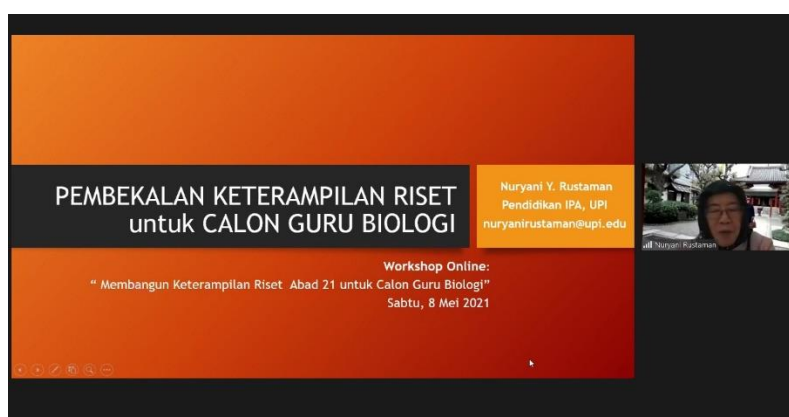 PEMBEKALAN KETERAMPILAN RISET
untuk CALON GURU BIOLOGI
Nuryani Y. Rustaman
Pendidikan IPA, UPI
nuryanirustaman@upi.edu
Workshop Online:
“ Membangun Keterampilan Riset Abad 21 untuk Calon Guru Biologi”
Sabtu, 8 Mei 2021
Nuryani Rustaman